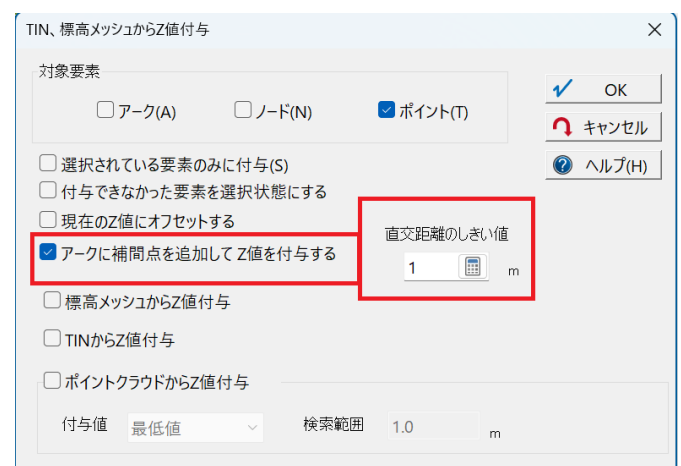 TIN、標高メッシュからZ値付与
対象要素
アーク(A)
ノード(N)
ポイント(T)
OK
キャンセル
ヘルプ(H)
選択されている要素のみに付与(S)
付与できなかった要素を選択状態にする
現在のZ値にオフセットする
アークに補間点を追加して Z値を付与する
直交距離のしきい値
1 m
標高メッシュからZ値付与
TINからZ値付与
ポイントクラウドからZ値付与
付与値 最低値 検索範囲 1.0 m